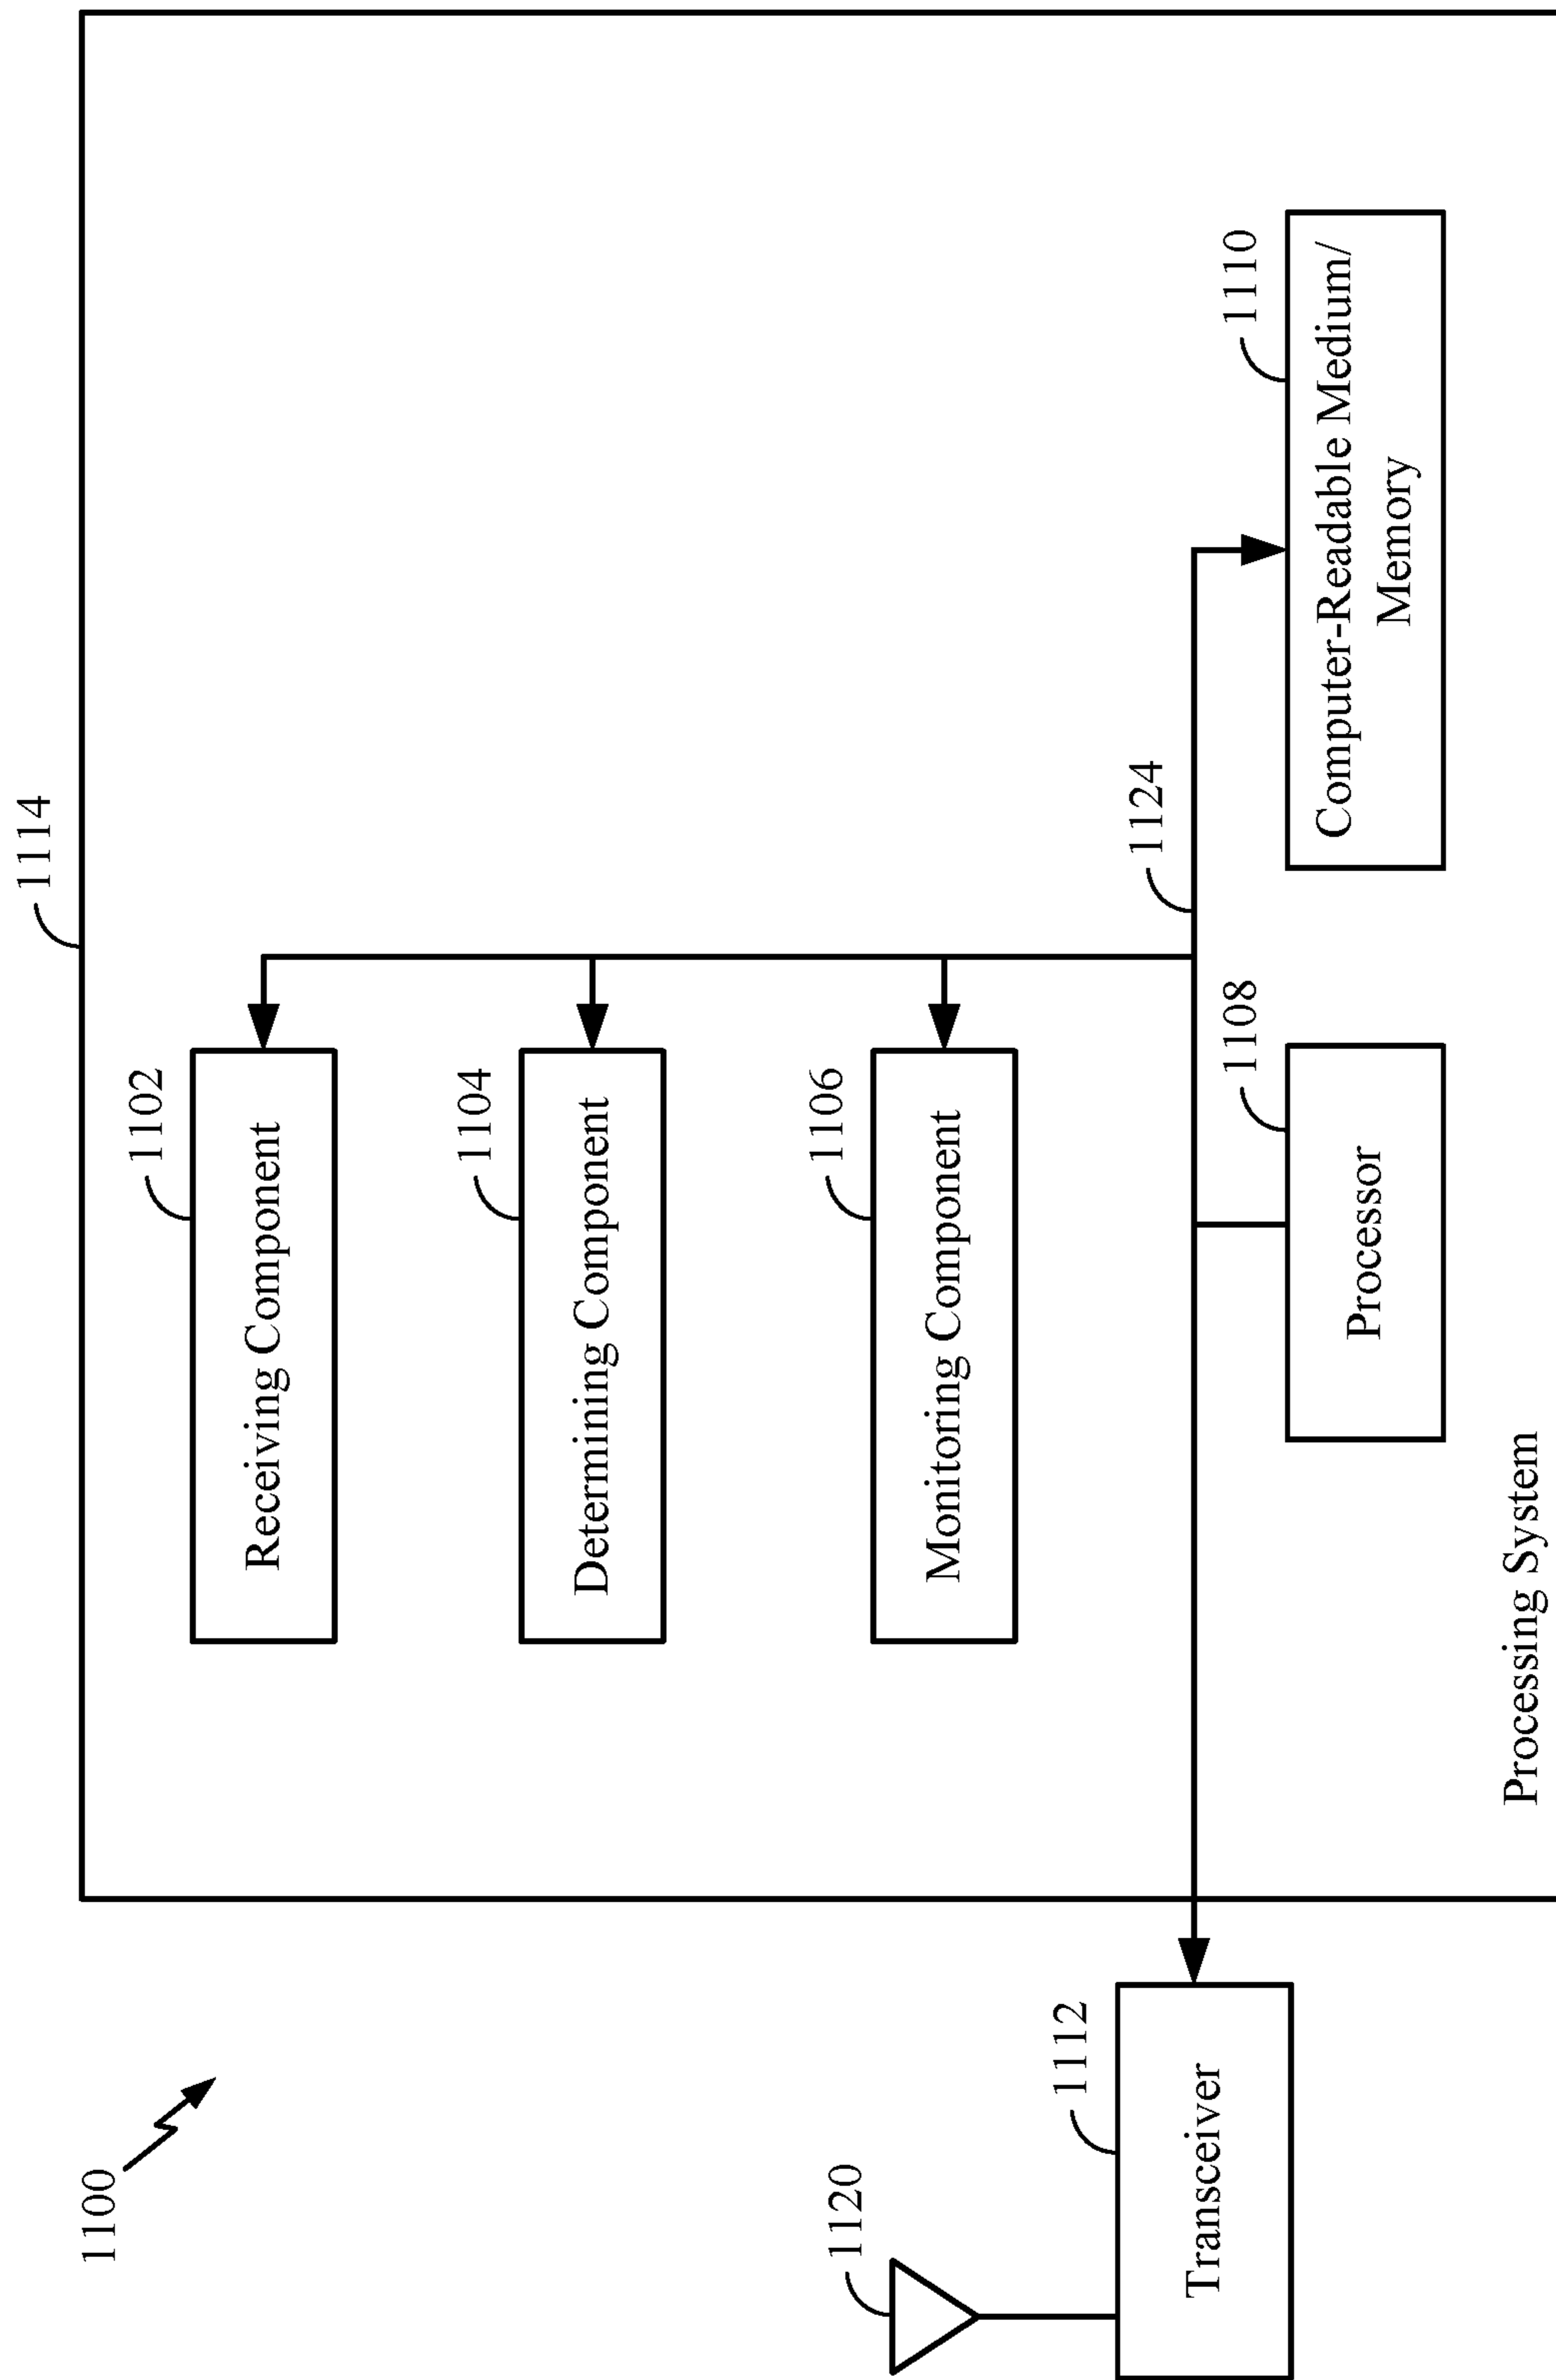 1100
1114
1102
Receiving Component
1104
Determining Component
1106
Monitoring Component
1120
1124
1112
Transceiver
1108
Processor
1110
Computer-Readable Medium/
Memory
Processing System